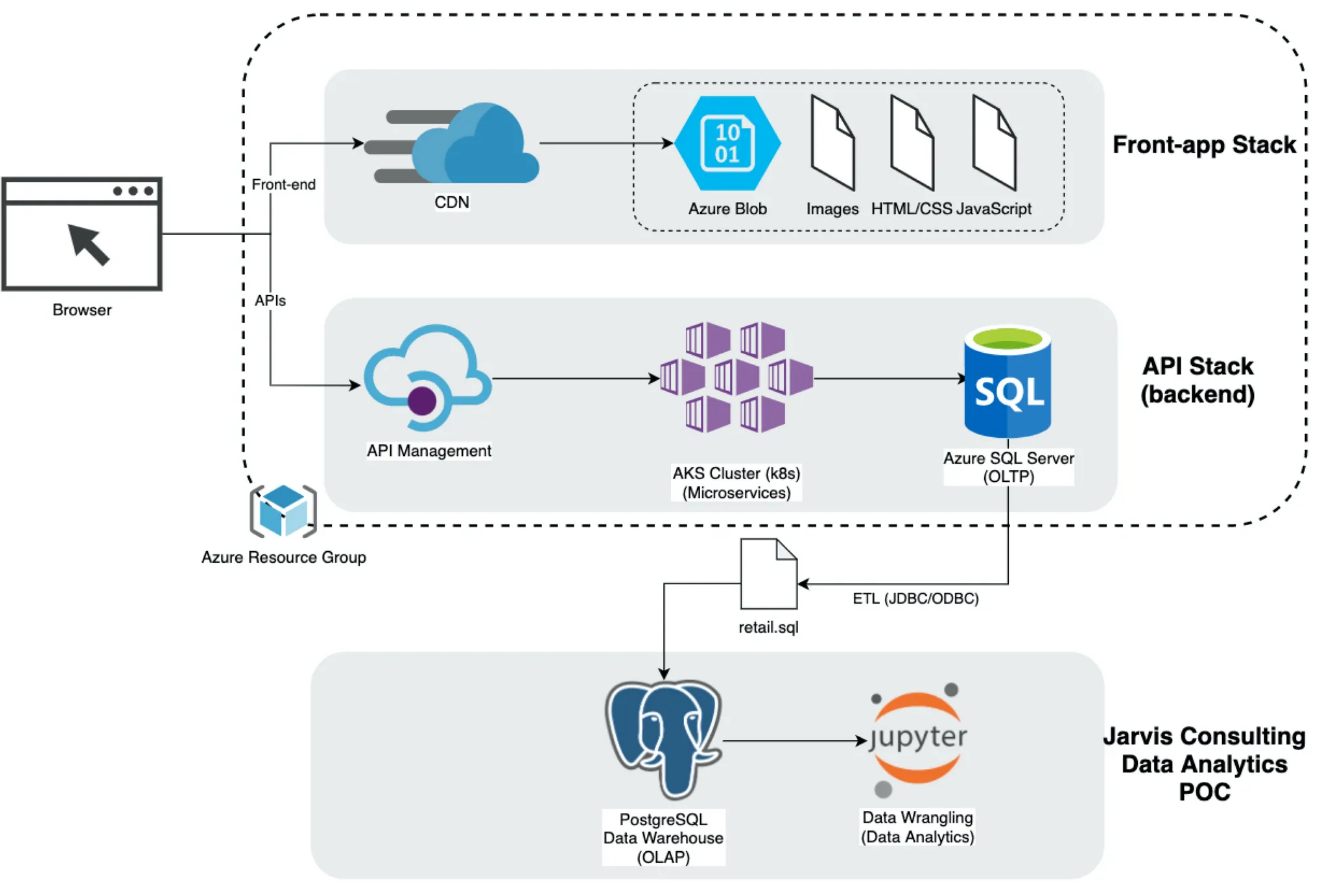 Front-end
CDN
10
01
Azure Blob
Images
HTML/CSS
JavaScript
Front-app Stack
Browser
APIs
API Management
AKS Cluster (k8s)
(Microservices)
SQL
Azure SQL Server
(OLTP)
API Stack
(backend)
Azure Resource Group
retail.sql
ETL (JDBC/ODBC)
PostgreSQL
Data Warehouse
(OLAP)
jupyter
Data Wrangling
(Data Analytics)
Jarvis Consulting
Data Analytics
POC